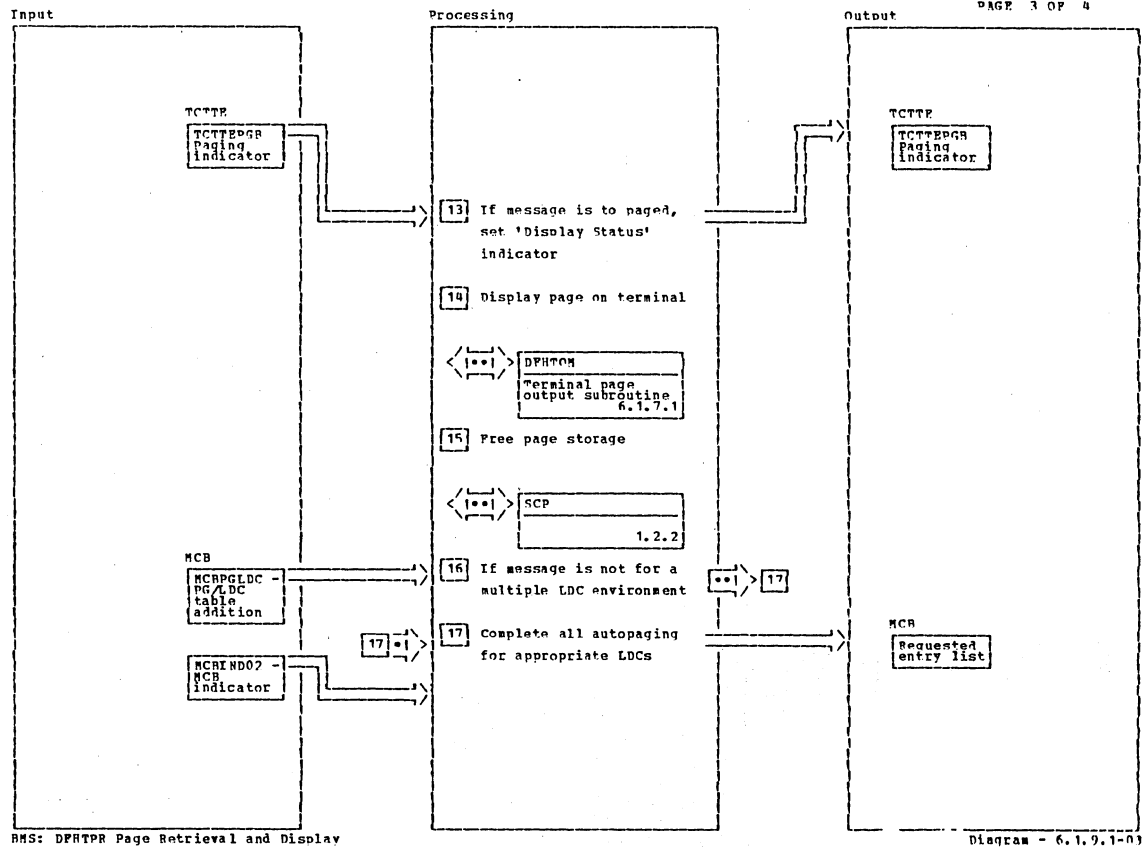 PAGE 3 OF 4
Input
Processing
Output
TCTTE
TCTTEPGB
Paging
indicator
TCTTE
TCTTEPGB
Paging
indicator
13 If message is to paged,
set 'Display Status'
indicator
14 Display page on terminal
DFHTOM
Terminal page
output subroutine
6.1.7.1
15 Free page storage
SCP
1.2.2
MCB
MCBPGLDC -
PG/LDC
table
addition
16 If message is not for a
multiple LDC environment
17
17
17 Complete all autopaging
for appropriate LDCs
MCB
Requested
entry list
MCBIND02 -
MCB
indicator
BMS: DFHTPR Page Retrieval and Display
Diagram - 6.1.9.1-03